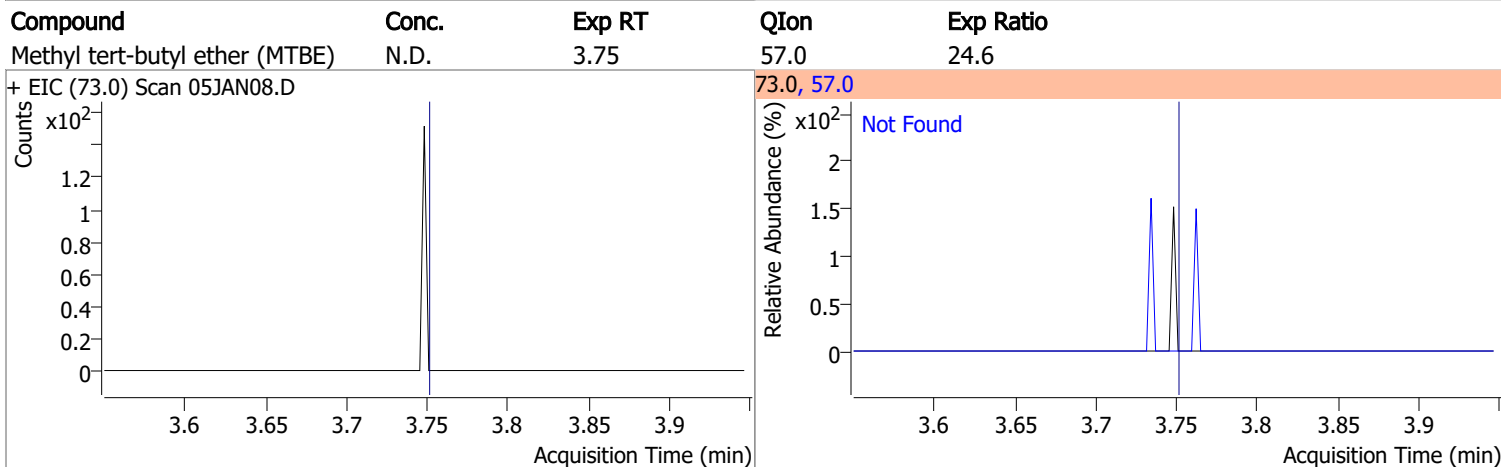 Compound Conc. Exp RT QIon Exp Ratio
Methyl tert-butyl ether (MTBE) N.D. 3.75 57.0 24.6
+ EIC (73.0) Scan 05JAN08.D
Counts
x10²
1.2
1
0.8
0.6
0.4
0.2
0
3.6 3.65 3.7 3.75 3.8 3.85 3.9
Acquisition Time (min)
73.0, 57.0
Relative Abundance (%)
x10²
Not Found
2
1.5
1
0.5
0
3.6 3.65 3.7 3.75 3.8 3.85 3.9
Acquisition Time (min)